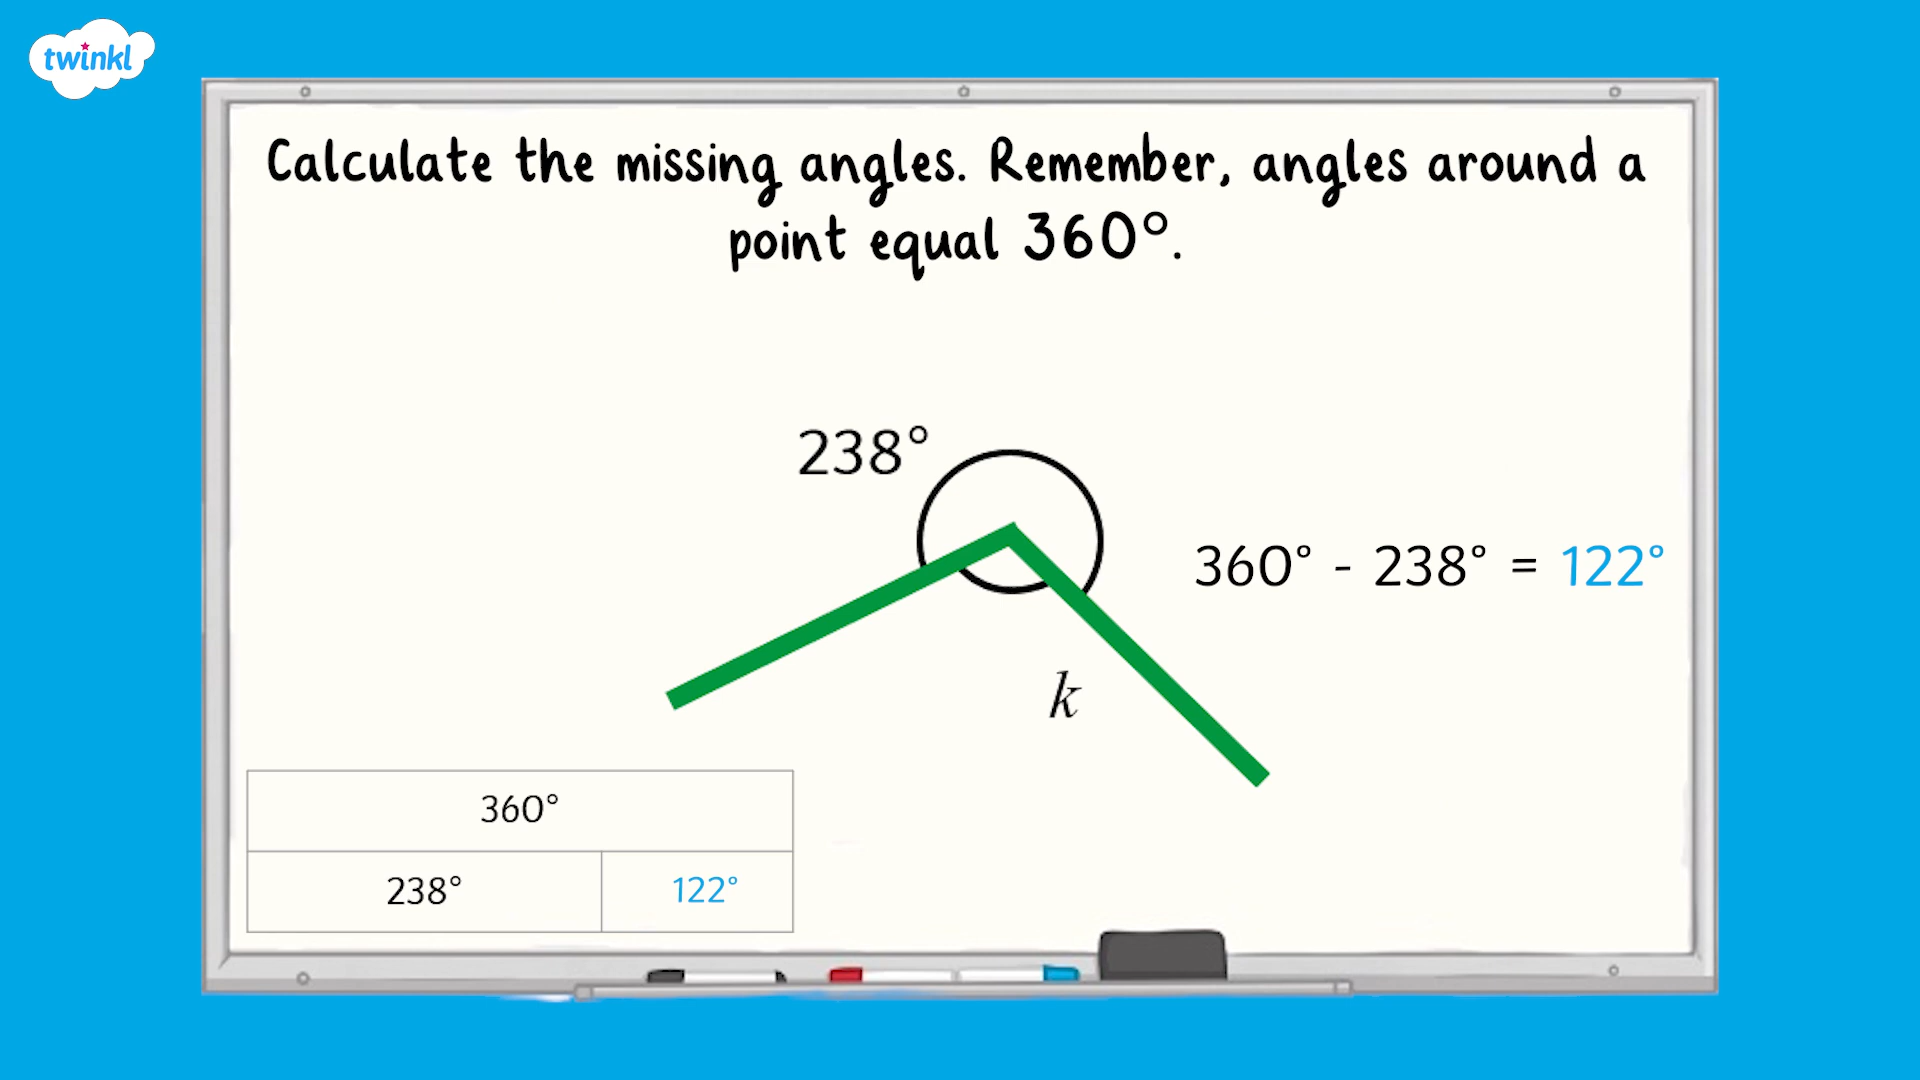 twinkl
Calculate the missing angles. Remember, angles around a
point equal 360°.
238°
360° - 238° = 122°
k
360°
238° 122°